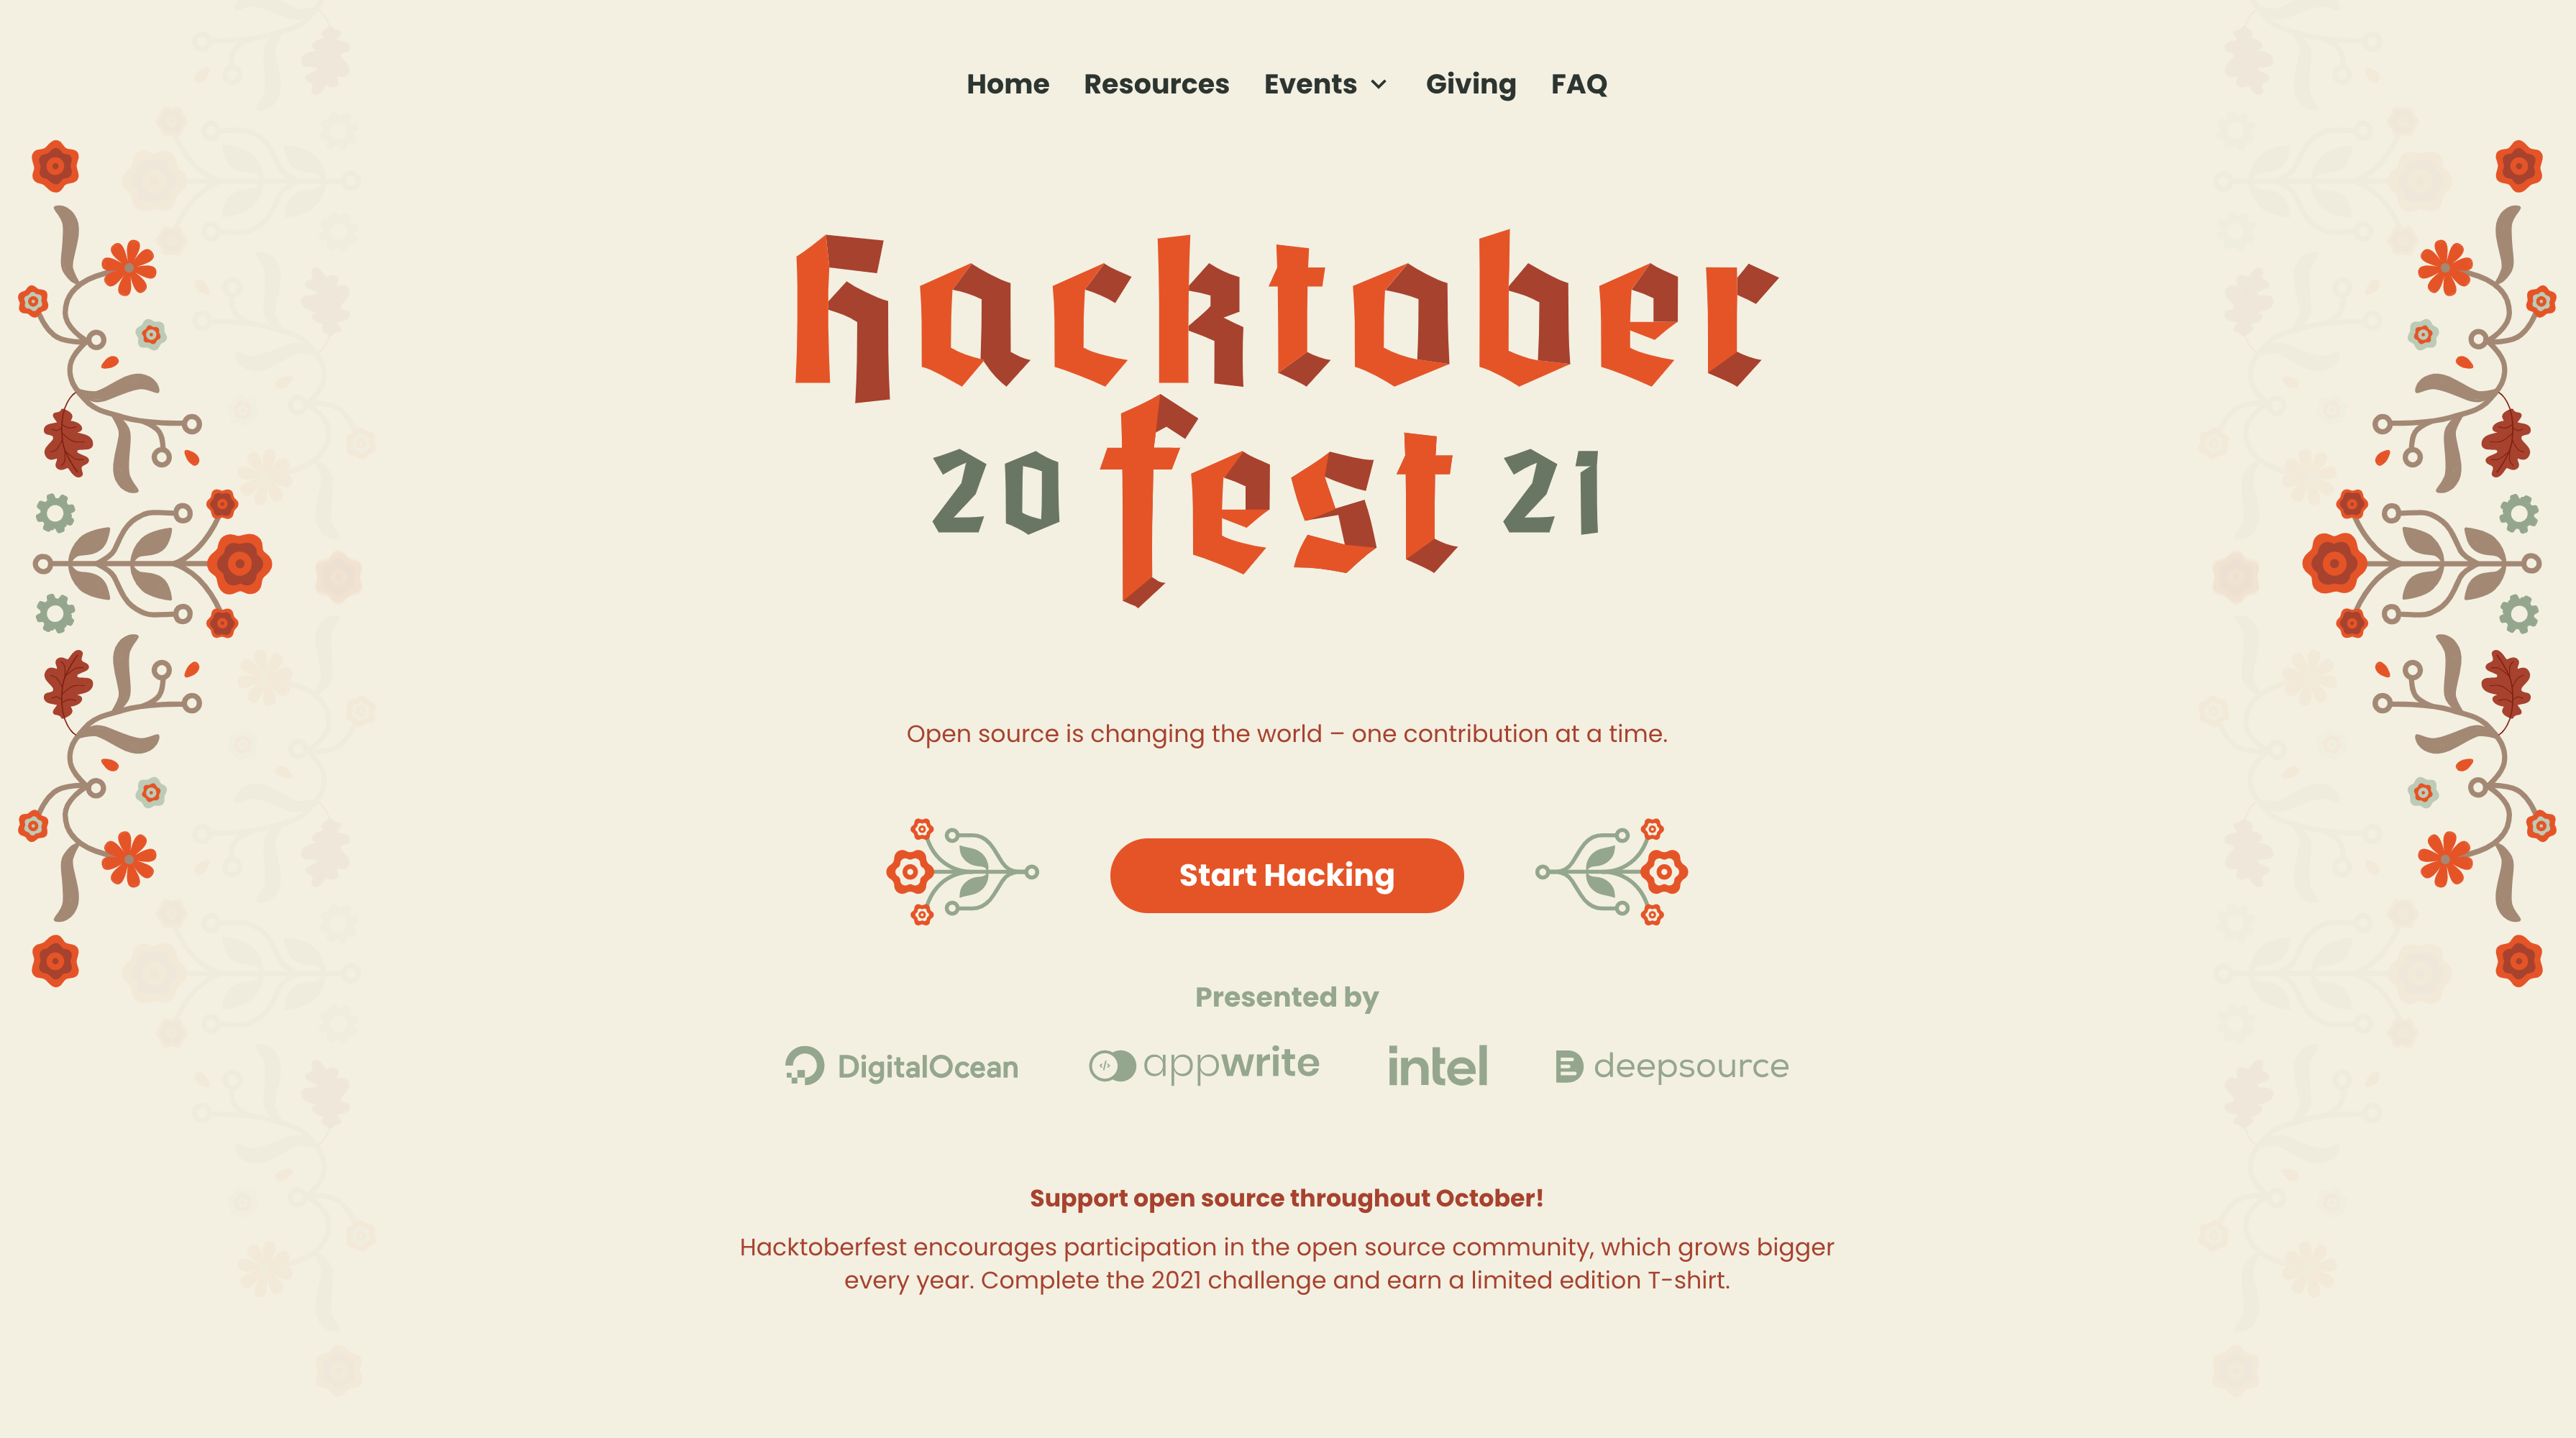 Home Resources Events Giving FAQ
hacktober
20 fest 21
Open source is changing the world – one contribution at a time.
Start Hacking
Presented by
DigitalOcean appwrite intel deepsource
Support open source throughout October!
Hacktoberfest encourages participation in the open source community, which grows bigger
every year. Complete the 2021 challenge and earn a limited edition T-shirt.